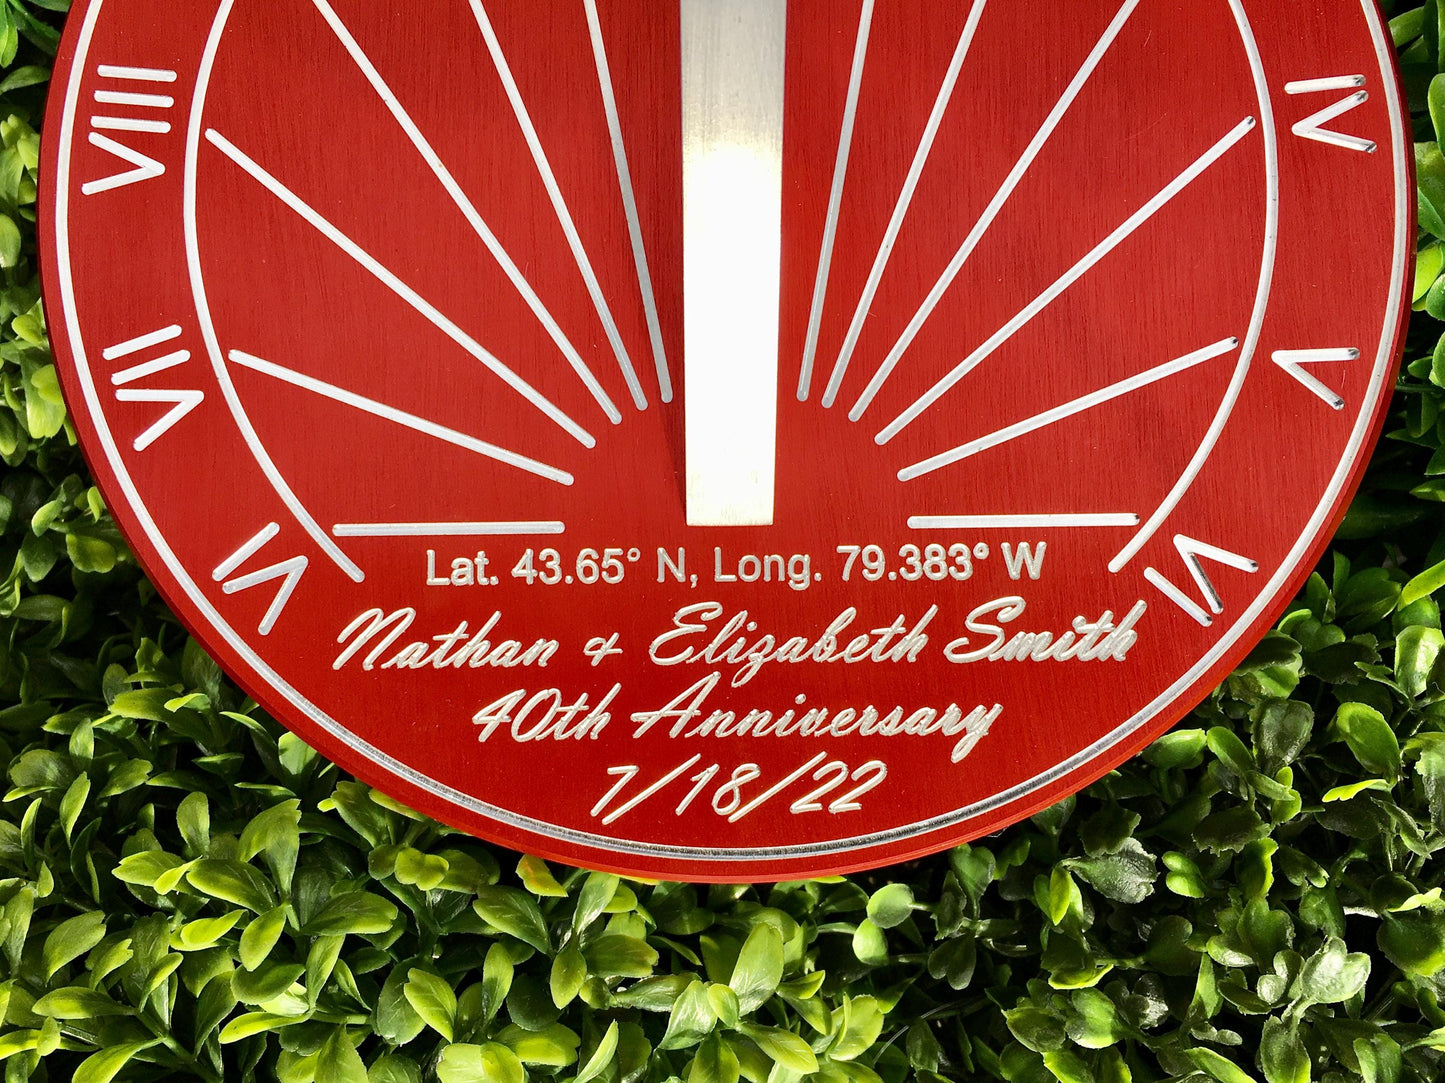 VIII
IV
VII
V
VI
VI
Lat. 43.65° N, Long. 79.383° W
Nathan & Elizabeth Smith
40th Anniversary
7/18/22